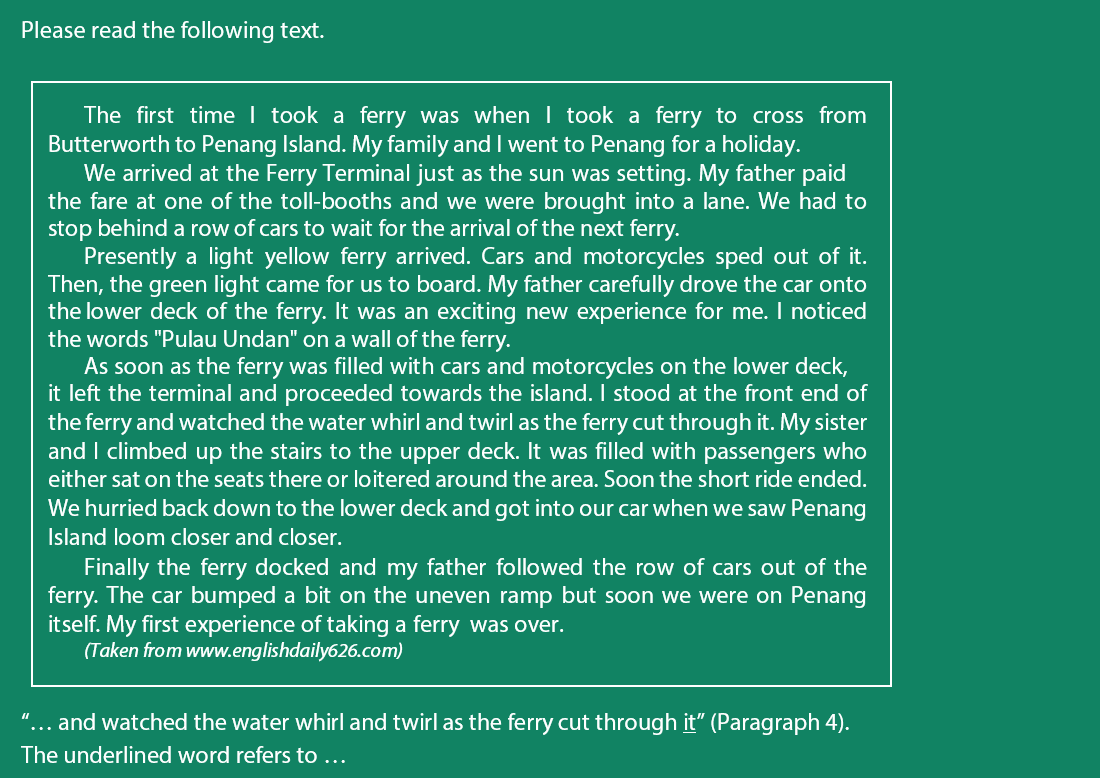 Please read the following text.
The first time I took a ferry was when I took a ferry to cross from
Butterworth to Penang Island. My family and I went to Penang for a holiday.
We arrived at the Ferry Terminal just as the sun was setting. My father paid
the fare at one of the toll-booths and we were brought into a lane. We had to
stop behind a row of cars to wait for the arrival of the next ferry.
Presently a light yellow ferry arrived. Cars and motorcycles sped out of it.
Then, the green light came for us to board. My father carefully drove the car onto
the lower deck of the ferry. It was an exciting new experience for me. I noticed
the words "Pulau Undan" on a wall of the ferry.
As soon as the ferry was filled with cars and motorcycles on the lower deck,
it left the terminal and proceeded towards the island. I stood at the front end of
the ferry and watched the water whirl and twirl as the ferry cut through it. My sister
and I climbed up the stairs to the upper deck. It was filled with passengers who
either sat on the seats there or loitered around the area. Soon the short ride ended.
We hurried back down to the lower deck and got into our car when we saw Penang
Island loom closer and closer.
Finally the ferry docked and my father followed the row of cars out of the
ferry. The car bumped a bit on the uneven ramp but soon we were on Penang
itself. My first experience of taking a ferry was over.
(Taken from www.englishdaily626.com)
“… and watched the water whirl and twirl as the ferry cut through it” (Paragraph 4).
The underlined word refers to …